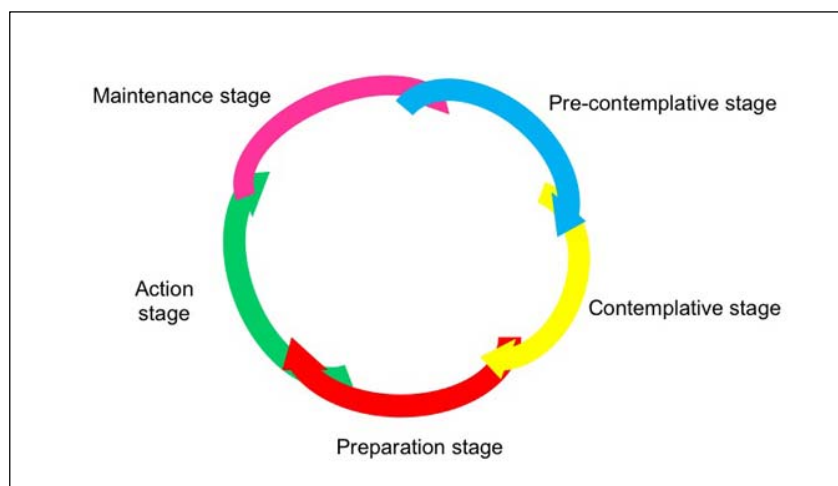 Maintenance stage
Pre-contemplative stage
Action
stage
Contemplative stage
Preparation stage